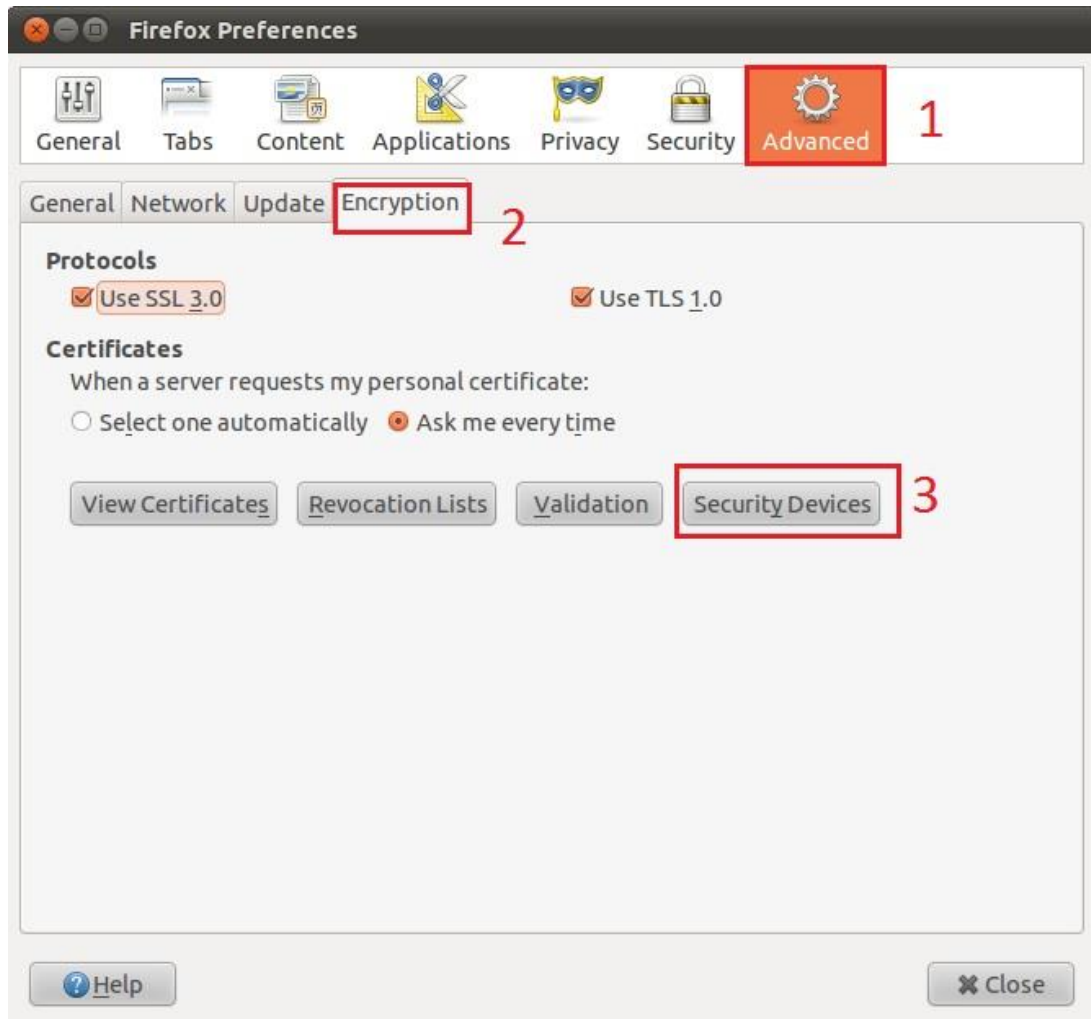 Firefox Preferences
General Tabs Content Applications Privacy Security Advanced 1
General Network Update Encryption 2
Protocols
Use SSL 3.0 Use TLS 1.0
Certificates
When a server requests my personal certificate:
Select one automatically Ask me every time
View Certificates Revocation Lists Validation Security Devices 3
Help Close